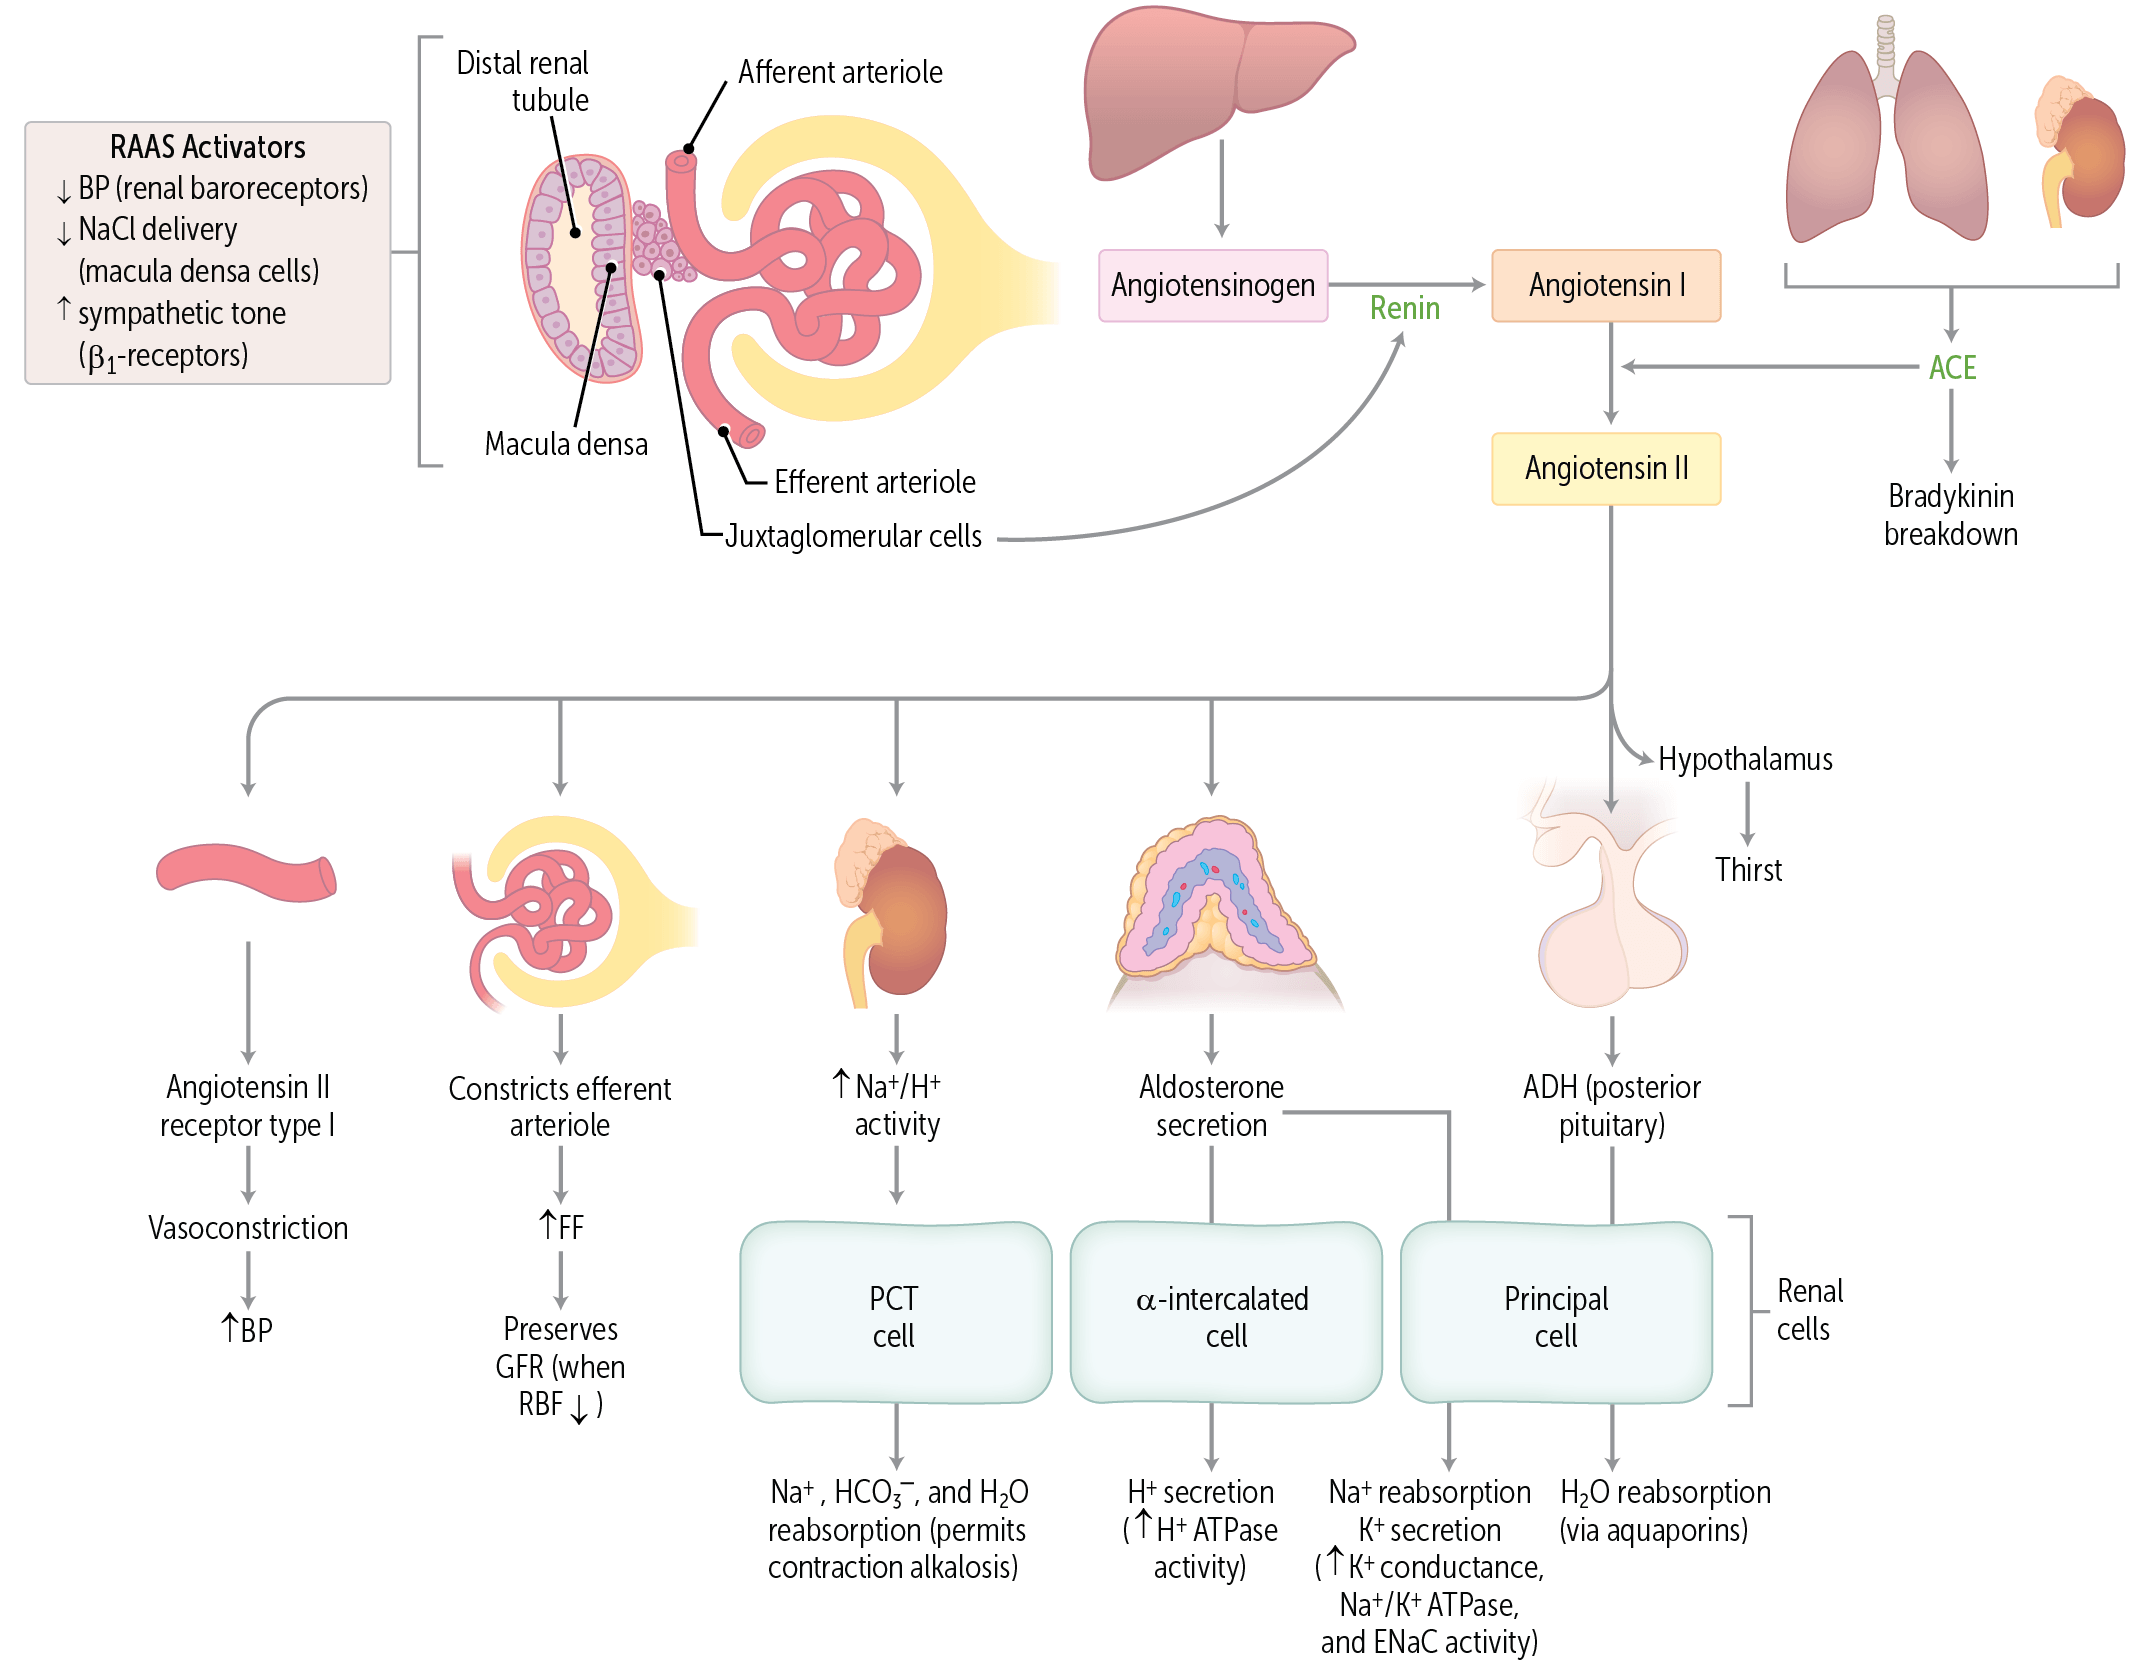 RAAS Activators
↓ BP (renal baroreceptors)
↓ NaCl delivery
(macula densa cells)
↑ sympathetic tone
(β₁-receptors)
Distal renal
tubule
Afferent arteriole
Macula densa
Efferent arteriole
Juxtaglomerular cells
Angiotensinogen
Renin
Angiotensin I
ACE
Angiotensin II
Bradykinin
breakdown
Hypothalamus
Thirst
Angiotensin II
receptor type I
Vasoconstriction
↑BP
Constricts efferent
arteriole
↑FF
Preserves
GFR (when
RBF ↓ )
↑Na⁺/H⁺
activity
PCT
cell
Na⁺ , HCO₃⁻, and H₂O
reabsorption (permits
contraction alkalosis)
Aldosterone
secretion
α-intercalated
cell
H⁺ secretion
(↑H⁺ ATPase
activity)
ADH (posterior
pituitary)
Principal
cell
Na⁺ reabsorption
K⁺ secretion
(↑K⁺ conductance,
Na⁺/K⁺ ATPase,
and ENaC activity)
H₂O reabsorption
(via aquaporins)
Renal
cells